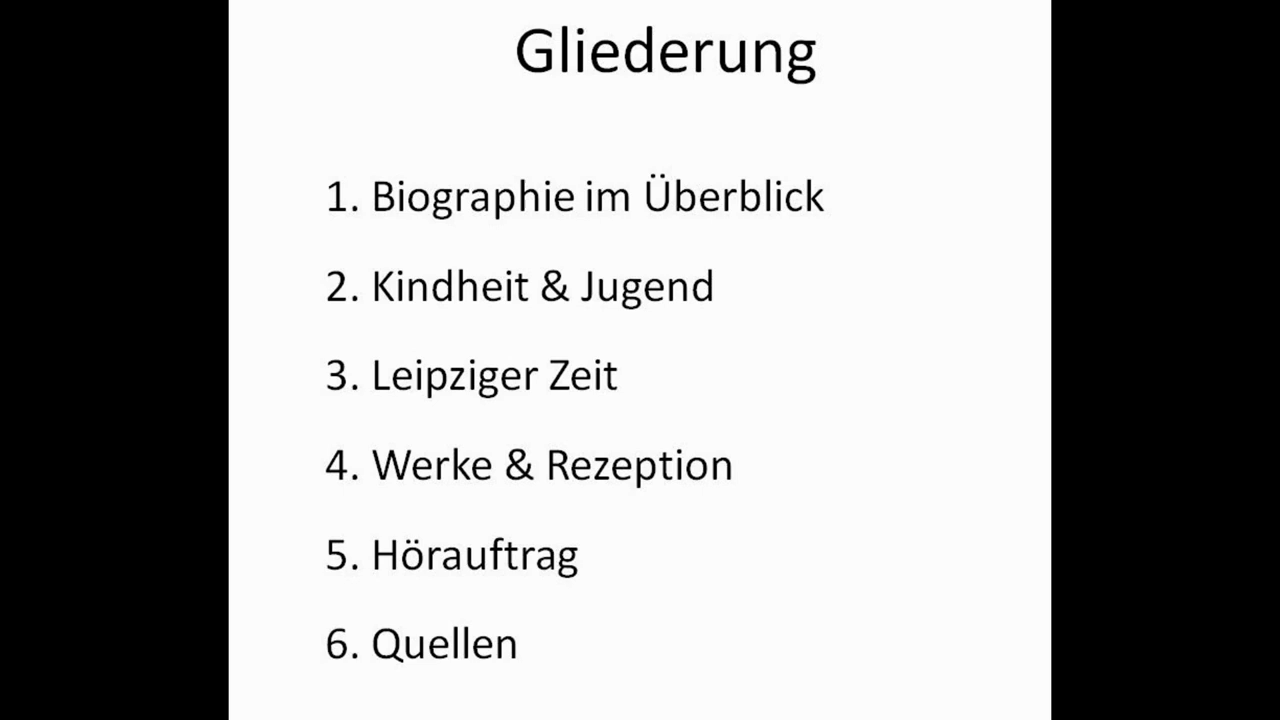 Gliederung
1. Biographie im Überblick
2. Kindheit & Jugend
3. Leipziger Zeit
4. Werke & Rezeption
5. Hörauftrag
6. Quellen